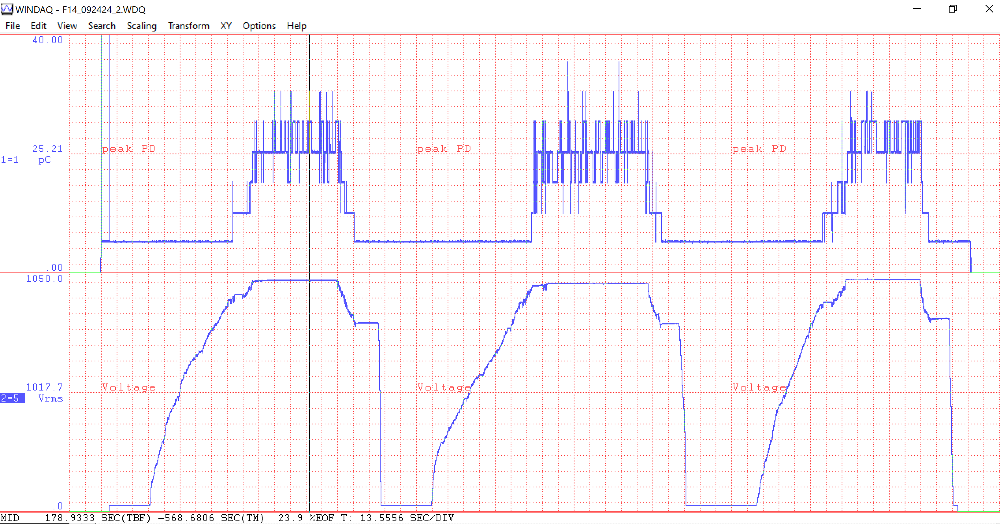 WINDAQ - F14_092424_2.WDQ
File Edit View Search Scaling Transform XY Options Help
40.00
25.21 peak PD peak PD peak PD
1=1 pC
.00
1050.0
1017.7 Voltage Voltage Voltage
2=5 Vrms
.0
MID 178.9333 SEC(TBF) -568.6806 SEC(TM) 23.9 %EOF T: 13.5556 SEC/DIV